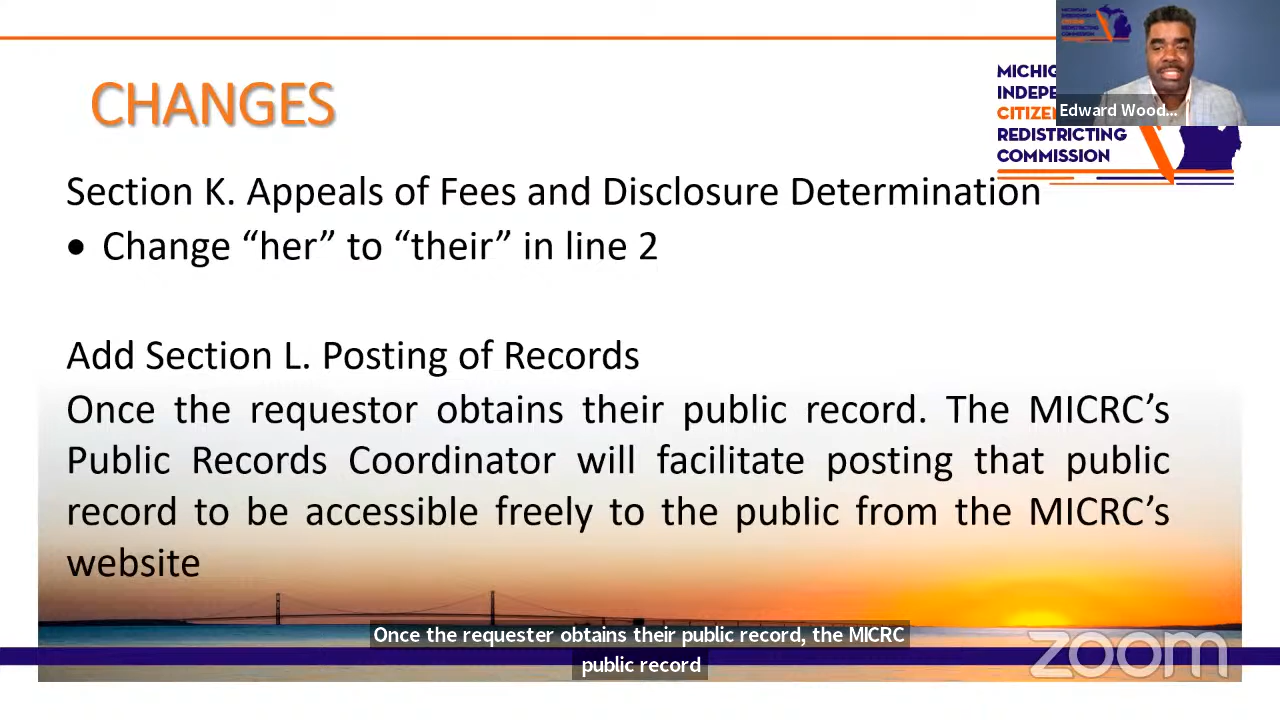 CHANGES
MICHIG
INDEPE
CITIZE
REDISTRICTING
COMMISSION
Edward Wood...
Section K. Appeals of Fees and Disclosure Determination
• Change “her” to “their” in line 2
Add Section L. Posting of Records
Once the requestor obtains their public record. The MICRC’s
Public Records Coordinator will facilitate posting that public
record to be accessible freely to the public from the MICRC’s
website
Once the requester obtains their public record, the MICRC
public record
zoom